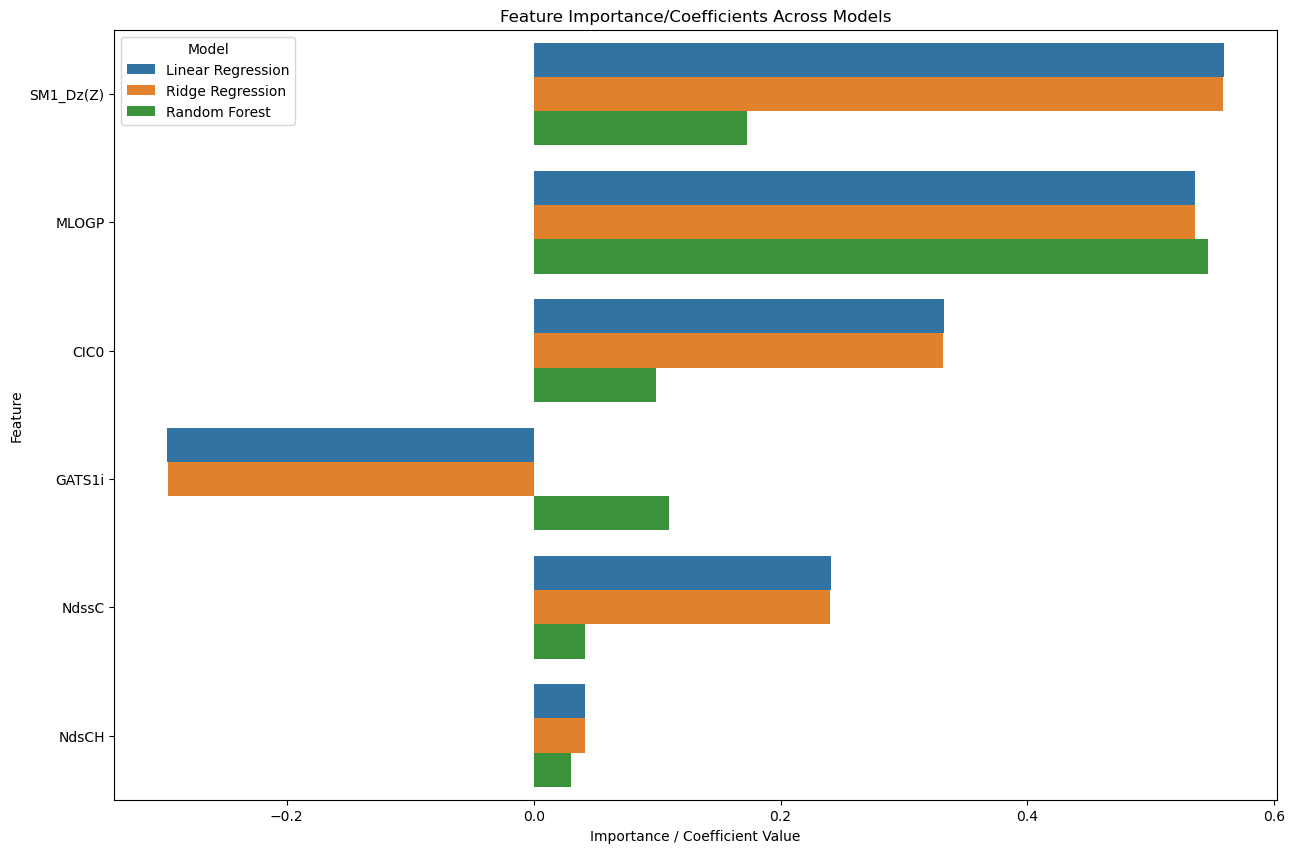 Feature Importance/Coefficients Across Models
Model
Linear Regression
Ridge Regression
Random Forest
Feature
SM1_Dz(Z)
MLOGP
CIC0
GATS1i
NdssC
NdsCH
−0.2
0.0
0.2
0.4
0.6
Importance / Coefficient Value